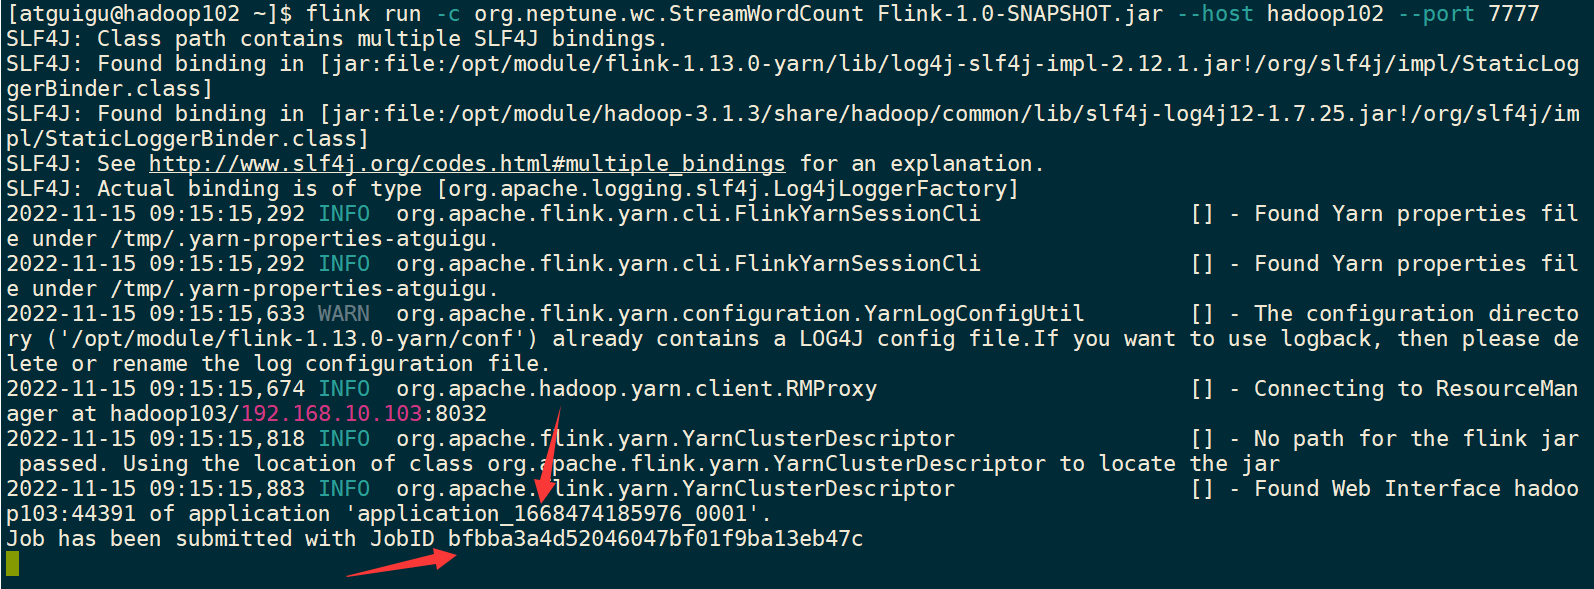 [atguigu@hadoop102 ~]$ flink run -c org.neptune.wc.StreamWordCount Flink-1.0-SNAPSHOT.jar --host hadoop102 --port 7777
SLF4J: Class path contains multiple SLF4J bindings.
SLF4J: Found binding in [jar:file:/opt/module/flink-1.13.0-yarn/lib/log4j-slf4j-impl-2.12.1.jar!/org/slf4j/impl/StaticLog
gerBinder.class]
SLF4J: Found binding in [jar:file:/opt/module/hadoop-3.1.3/share/hadoop/common/lib/slf4j-log4j12-1.7.25.jar!/org/slf4j/im
pl/StaticLoggerBinder.class]
SLF4J: See http://www.slf4j.org/codes.html#multiple_bindings for an explanation.
SLF4J: Actual binding is of type [org.apache.logging.slf4j.Log4jLoggerFactory]
2022-11-15 09:15:15,292 INFO  org.apache.flink.yarn.cli.FlinkYarnSessionCli                [] - Found Yarn properties fil
e under /tmp/.yarn-properties-atguigu.
2022-11-15 09:15:15,292 INFO  org.apache.flink.yarn.cli.FlinkYarnSessionCli                [] - Found Yarn properties fil
e under /tmp/.yarn-properties-atguigu.
2022-11-15 09:15:15,633 WARN  org.apache.flink.yarn.configuration.YarnLogConfigUtil        [] - The configuration directo
ry ('/opt/module/flink-1.13.0-yarn/conf') already contains a LOG4J config file.If you want to use logback, then please de
lete or rename the log configuration file.
2022-11-15 09:15:15,674 INFO  org.apache.hadoop.yarn.client.RMProxy                        [] - Connecting to ResourceMan
ager at hadoop103/192.168.10.103:8032
2022-11-15 09:15:15,818 INFO  org.apache.flink.yarn.YarnClusterDescriptor                  [] - No path for the flink jar
 passed. Using the location of class org.apache.flink.yarn.YarnClusterDescriptor to locate the jar
2022-11-15 09:15:15,883 INFO  org.apache.flink.yarn.YarnClusterDescriptor                  [] - Found Web Interface hadoo
p103:44391 of application 'application_1668474185976_0001'.
Job has been submitted with JobID bfbba3a4d52046047bf01f9ba13eb47c